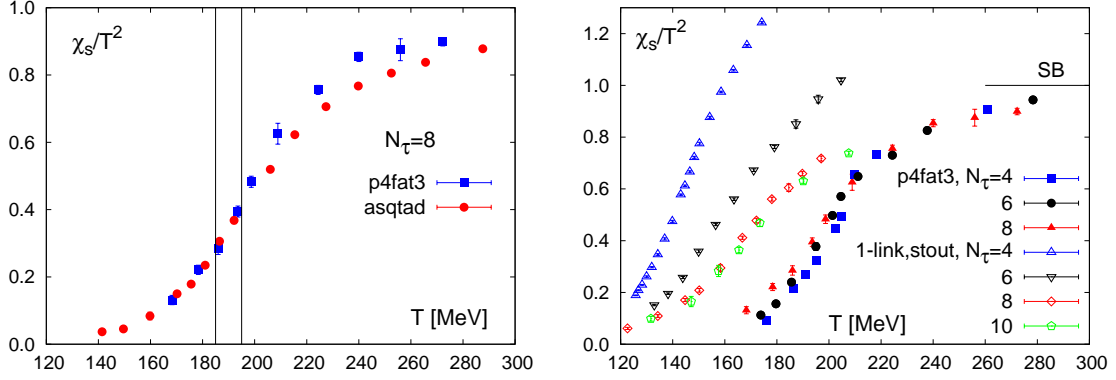 1.0
0.8
0.6
0.4
0.2
0.0
χs/T²
Nτ=8
p4fat3
asqtad
T [MeV]
120 140 160 180 200 220 240 260 280 300
1.2
1.0
0.8
0.6
0.4
0.2
0.0
χs/T²
SB
p4fat3, Nτ=4
6
8
1-link,stout, Nτ=4
6
8
10
T [MeV]
120 140 160 180 200 220 240 260 280 300